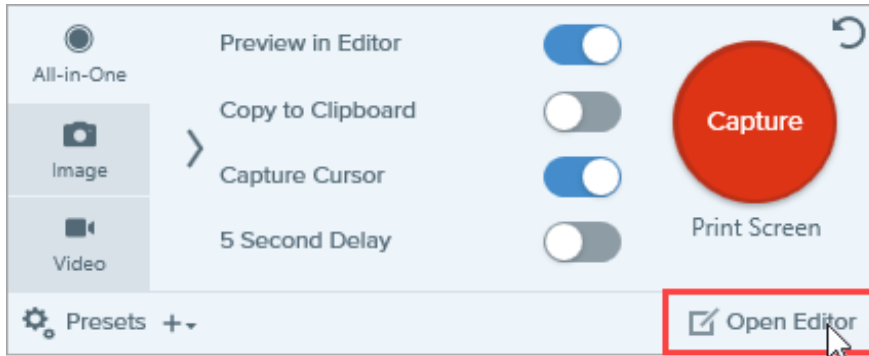 All-in-One
Image
Video
Preview in Editor
Copy to Clipboard
Capture Cursor
5 Second Delay
Capture
Print Screen
Presets
Open Editor